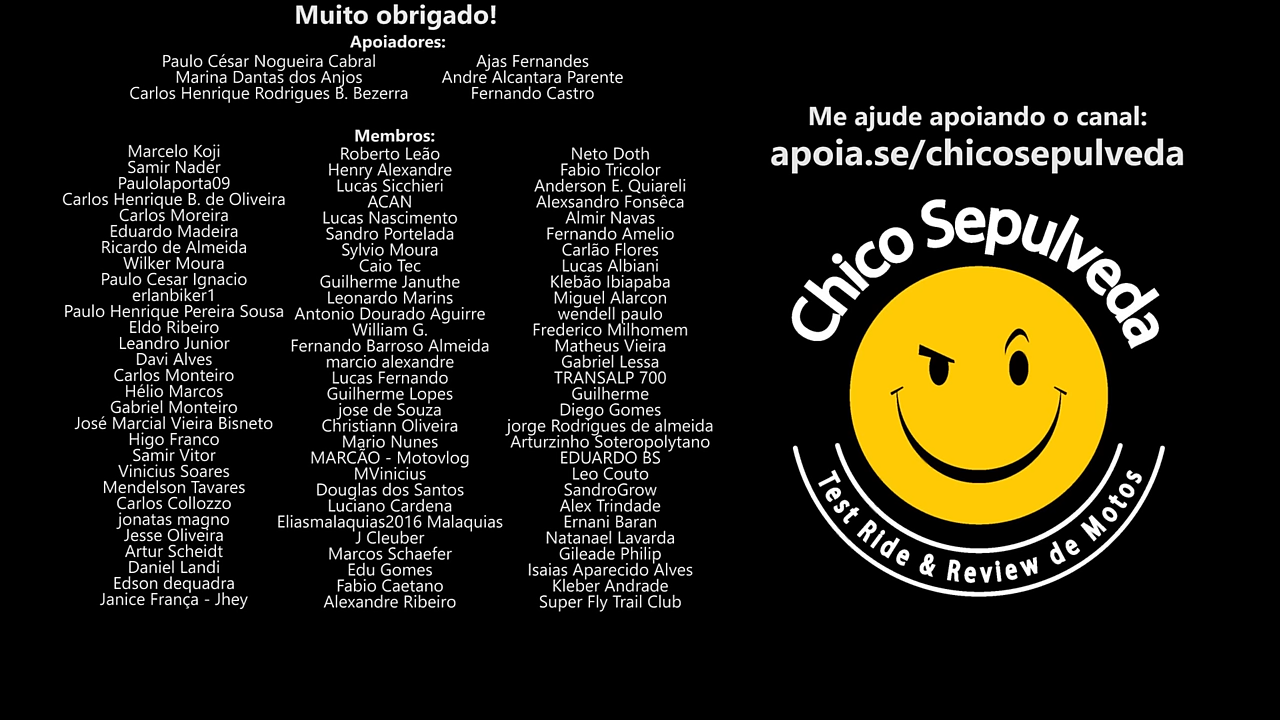 Muito obrigado!
Apoiadores:
Paulo César Nogueira Cabral
Marina Dantas dos Anjos
Carlos Henrique Rodrigues B. Bezerra
Ajas Fernandes
Andre Alcantara Parente
Fernando Castro
Membros:
Marcelo Koji
Samir Nader
Paulolaporta09
Carlos Henrique B. de Oliveira
Carlos Moreira
Eduardo Madeira
Ricardo de Almeida
Wilker Moura
Paulo Cesar Ignacio
erlanbiker1
Paulo Henrique Pereira Sousa
Eldo Ribeiro
Leandro Junior
Davi Alves
Carlos Monteiro
Hélio Marcos
Gabriel Monteiro
José Marcial Vieira Bisneto
Higo Franco
Samir Vitor
Vinicius Soares
Mendelson Tavares
Carlos Collozzo
jonatas magno
Jesse Oliveira
Artur Scheidt
Daniel Landi
Edson dequadra
Janice França - Jhey
Roberto Leão
Henry Alexandre
Lucas Sicchieri
ACAN
Lucas Nascimento
Sandro Portelada
Sylvio Moura
Caio Tec
Guilherme Januthe
Leonardo Marins
Antonio Dourado Aguirre
William G.
Fernando Barroso Almeida
marcio alexandre
Lucas Fernando
Guilherme Lopes
jose de Souza
Christiann Oliveira
Mario Nunes
MARCÃO - Motovlog
MVinicius
Douglas dos Santos
Luciano Cardena
Eliasmalaquias2016 Malaquias
J Cleuber
Marcos Schaefer
Edu Gomes
Fabio Caetano
Alexandre Ribeiro
Neto Doth
Fabio Tricolor
Anderson E. Quiareli
Alexsandro Fonsêca
Almir Navas
Fernando Amelio
Carlão Flores
Lucas Albiani
Klebão Ibiapaba
Miguel Alarcon
wendell paulo
Frederico Milhomem
Matheus Vieira
Gabriel Lessa
TRANSALP 700
Guilherme
Diego Gomes
jorge Rodrigues de almeida
Arturzinho Soteropolytano
EDUARDO BS
Leo Couto
SandroGrow
Alex Trindade
Ernani Baran
Natanael Lavarda
Gileade Philip
Isaias Aparecido Alves
Kleber Andrade
Super Fly Trail Club
Me ajude apoiando o canal:
apoia.se/chicosepulveda
Chico Sepulveda
Test Ride & Review de Motos